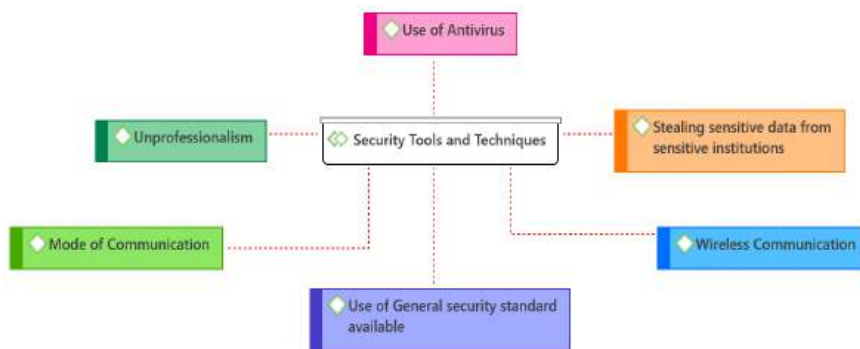 Use of Antivirus
Unprofessionalism
Security Tools and Techniques
Stealing sensitive data from
sensitive institutions
Mode of Communication
Wireless Communication
Use of General security standard
available